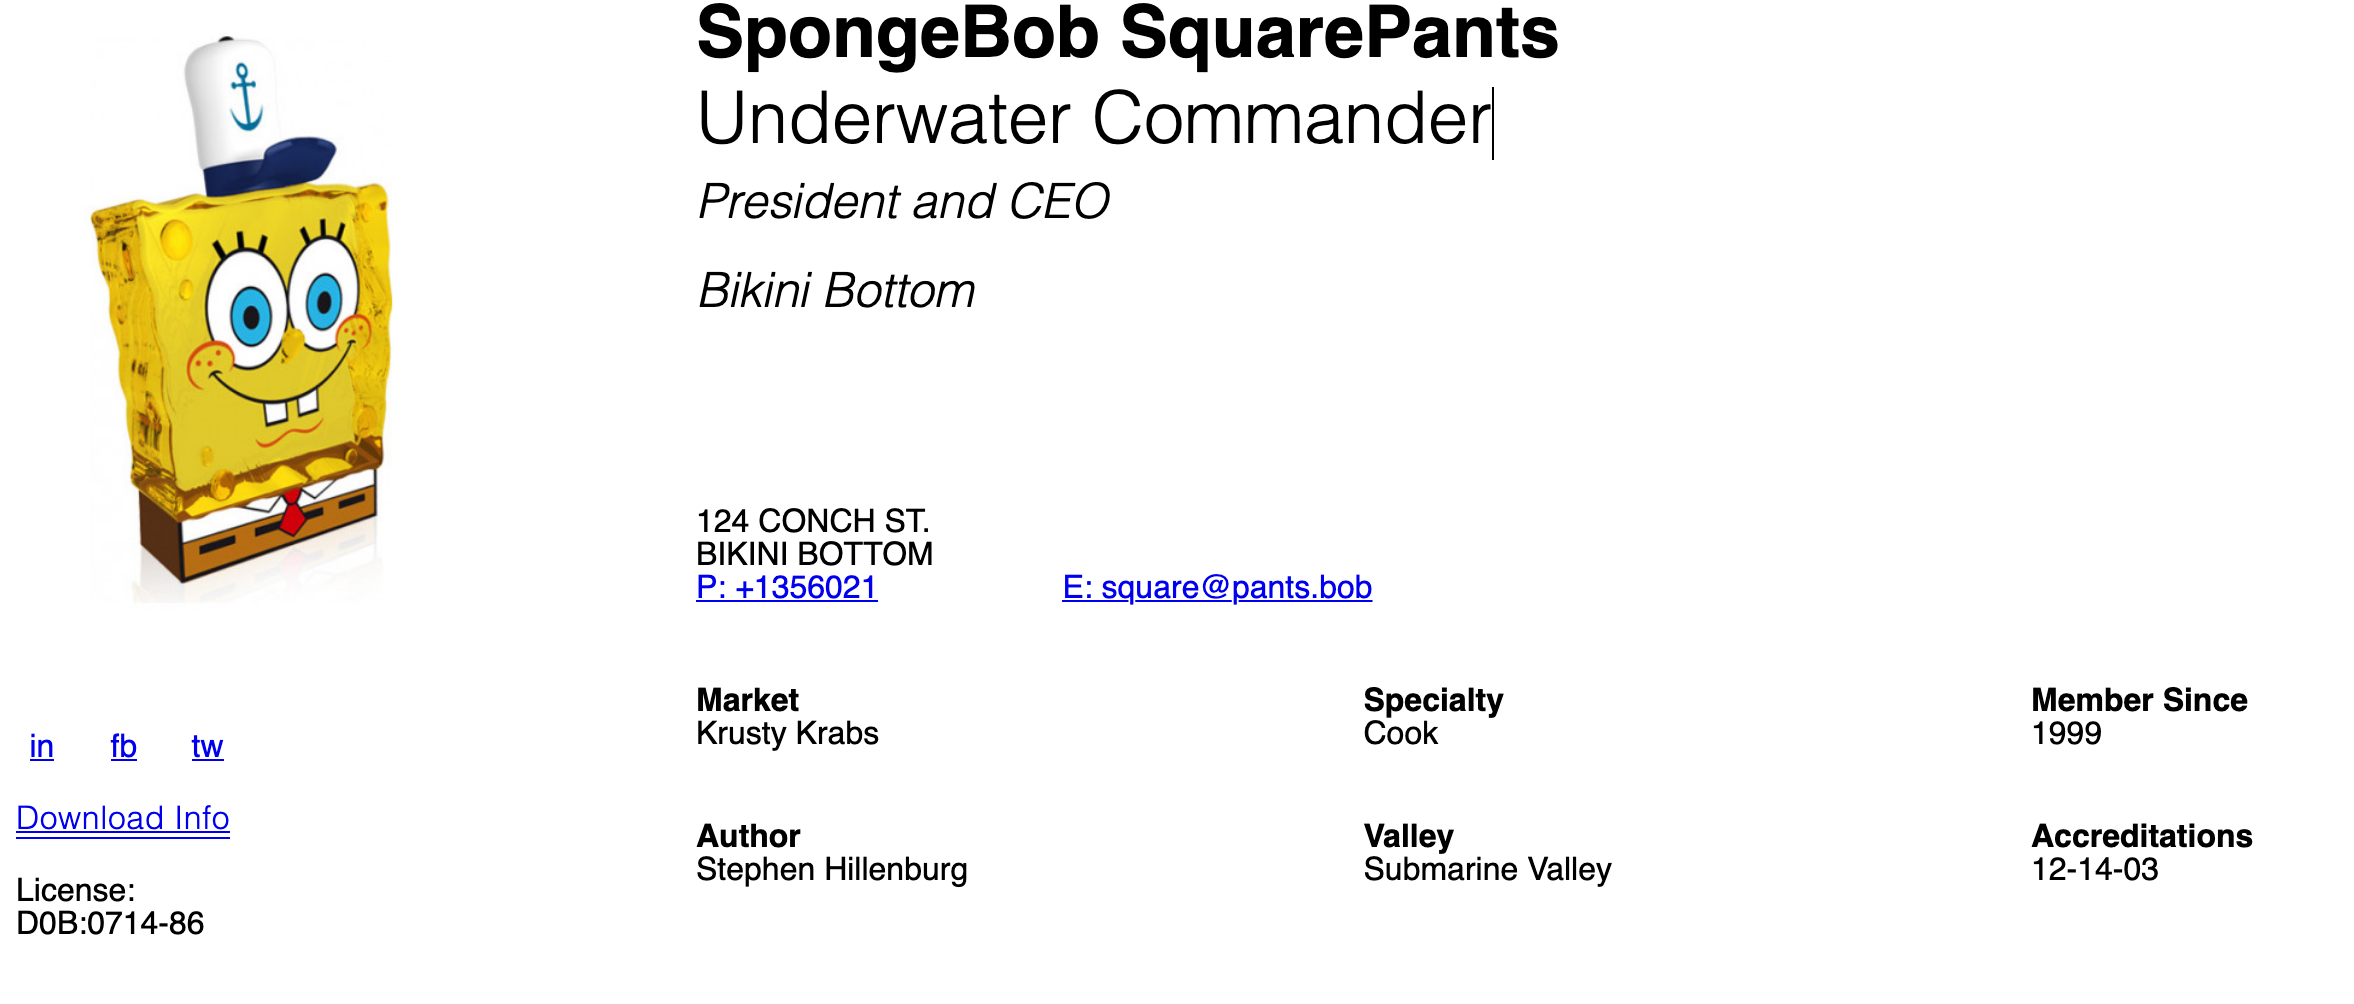 SpongeBob SquarePants
Underwater Commander
President and CEO
Bikini Bottom
124 CONCH ST.
BIKINI BOTTOM
P: +1356021 E: square@pants.bob
Market Specialty Member Since
Krusty Krabs Cook 1999
in fb tw
Download Info
Author Valley Accreditations
Stephen Hillenburg Submarine Valley 12-14-03
License:
D0B:0714-86